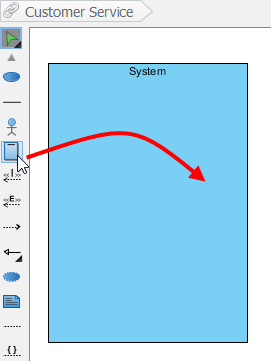 Customer Service
System
<<I>>
<<E>>
{ }